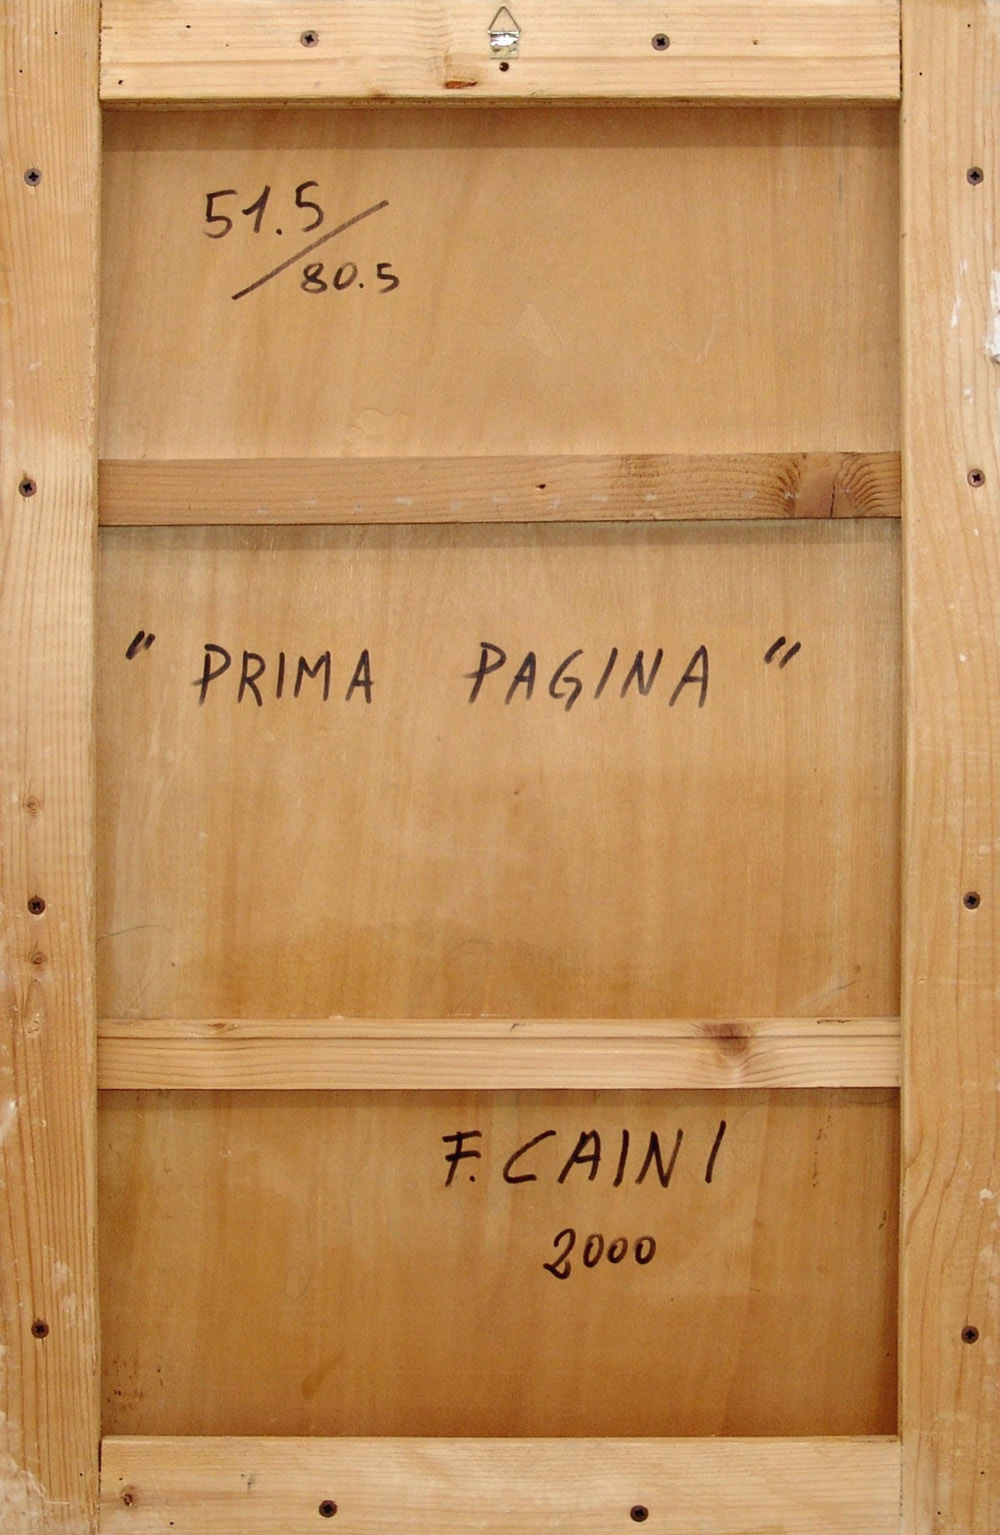 51.5/
80.5
" PRIMA PAGINA "
F. CAINI
2000